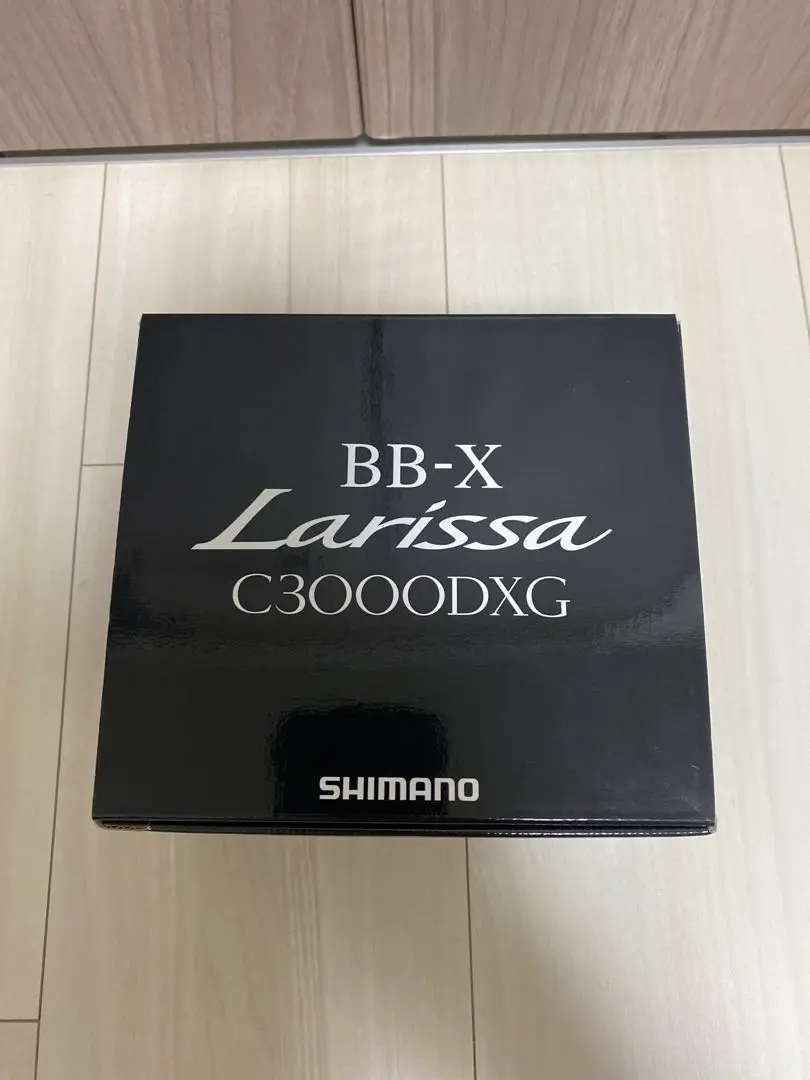 BB-X
Larissa
C3000DXG
SHIMANO